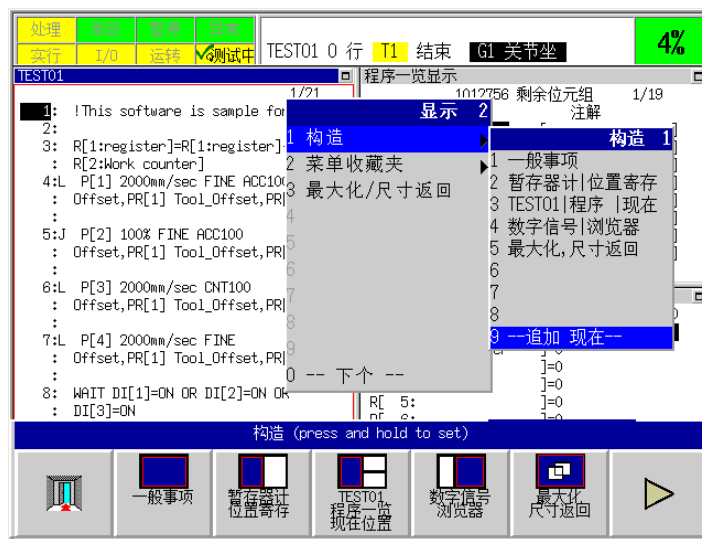 处理 单段 暂停 异常
实行 I/O 运转 测试中
TEST01 0 行 T1 结束 G1 关节坐
4%
TEST01
1/21
1: !This software is sample for
2:
3: R[1:register]=R[1:register]
: R[2:Work counter]
4:L P[1] 2000mm/sec FINE ACC100
: Offset,PR[1] Tool_Offset,PR[
:
5:J P[2] 100% FINE ACC100
: Offset,PR[1] Tool_Offset,PR[
:
6:L P[3] 2000mm/sec CNT100
: Offset,PR[1] Tool_Offset,PR[
:
7:L P[4] 2000mm/sec FINE
: Offset,PR[1] Tool_Offset,PR[
:
8: WAIT DI[1]=ON OR DI[2]=ON OR
: DI[3]=ON
程序一览显示
1012756 剩余位元组 1/19
注解
显示 2
1 构造
2 菜单收藏夹
3 最大化/尺寸返回
4
5
6
7
8
9
0 -- 下个 --
构造 1
1 一般事项
2 暂存器计|位置寄存
3 TEST01|程序 |现在
4 数字信号|浏览器
5 最大化,尺寸返回
6
7
8
9 --追加 现在--
]=0
]=0
R[ 5: ]=0
R[ 6: ]=0
构造 (press and hold to set)
一般事项
暂存器计
位置寄存
TEST01
程序一览
现在位置
数字信号
浏览器
最大化
尺寸返回